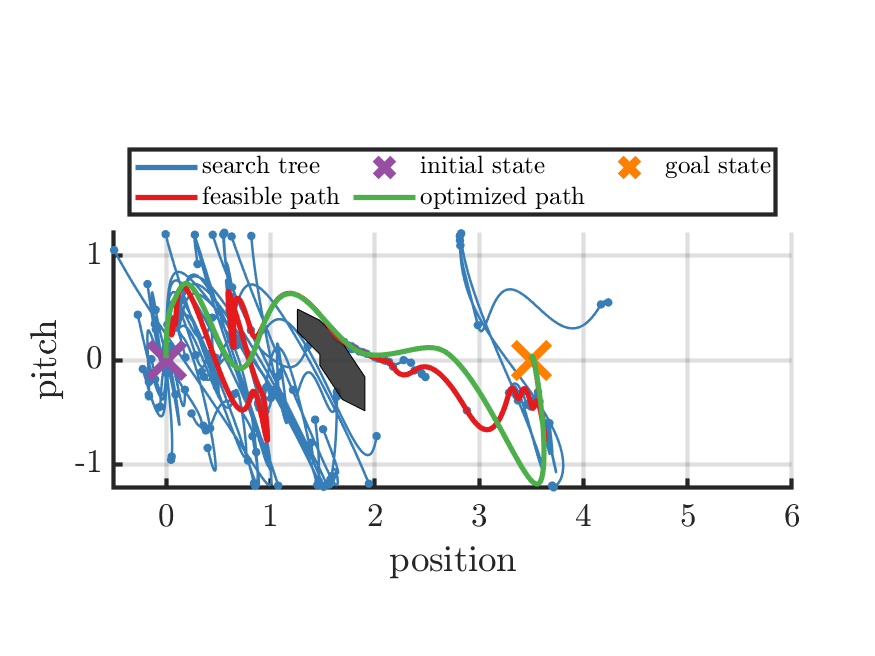 search tree initial state goal state
feasible path optimized path
1
0
-1
pitch
0 1 2 3 4 5 6
position